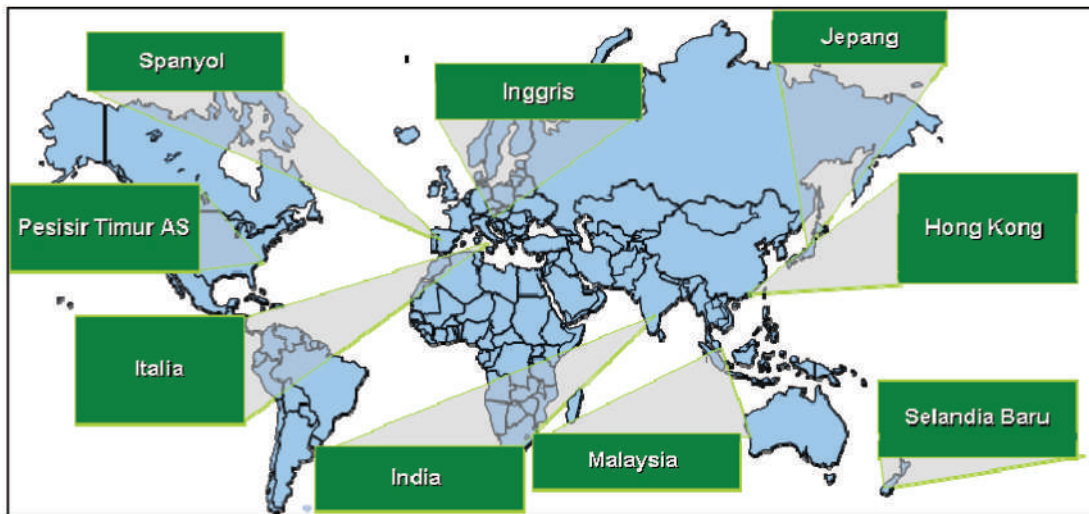 Spanyol
Inggris
Jepang
Pesisir Timur AS
Hong Kong
Italia
Selandia Baru
India
Malaysia